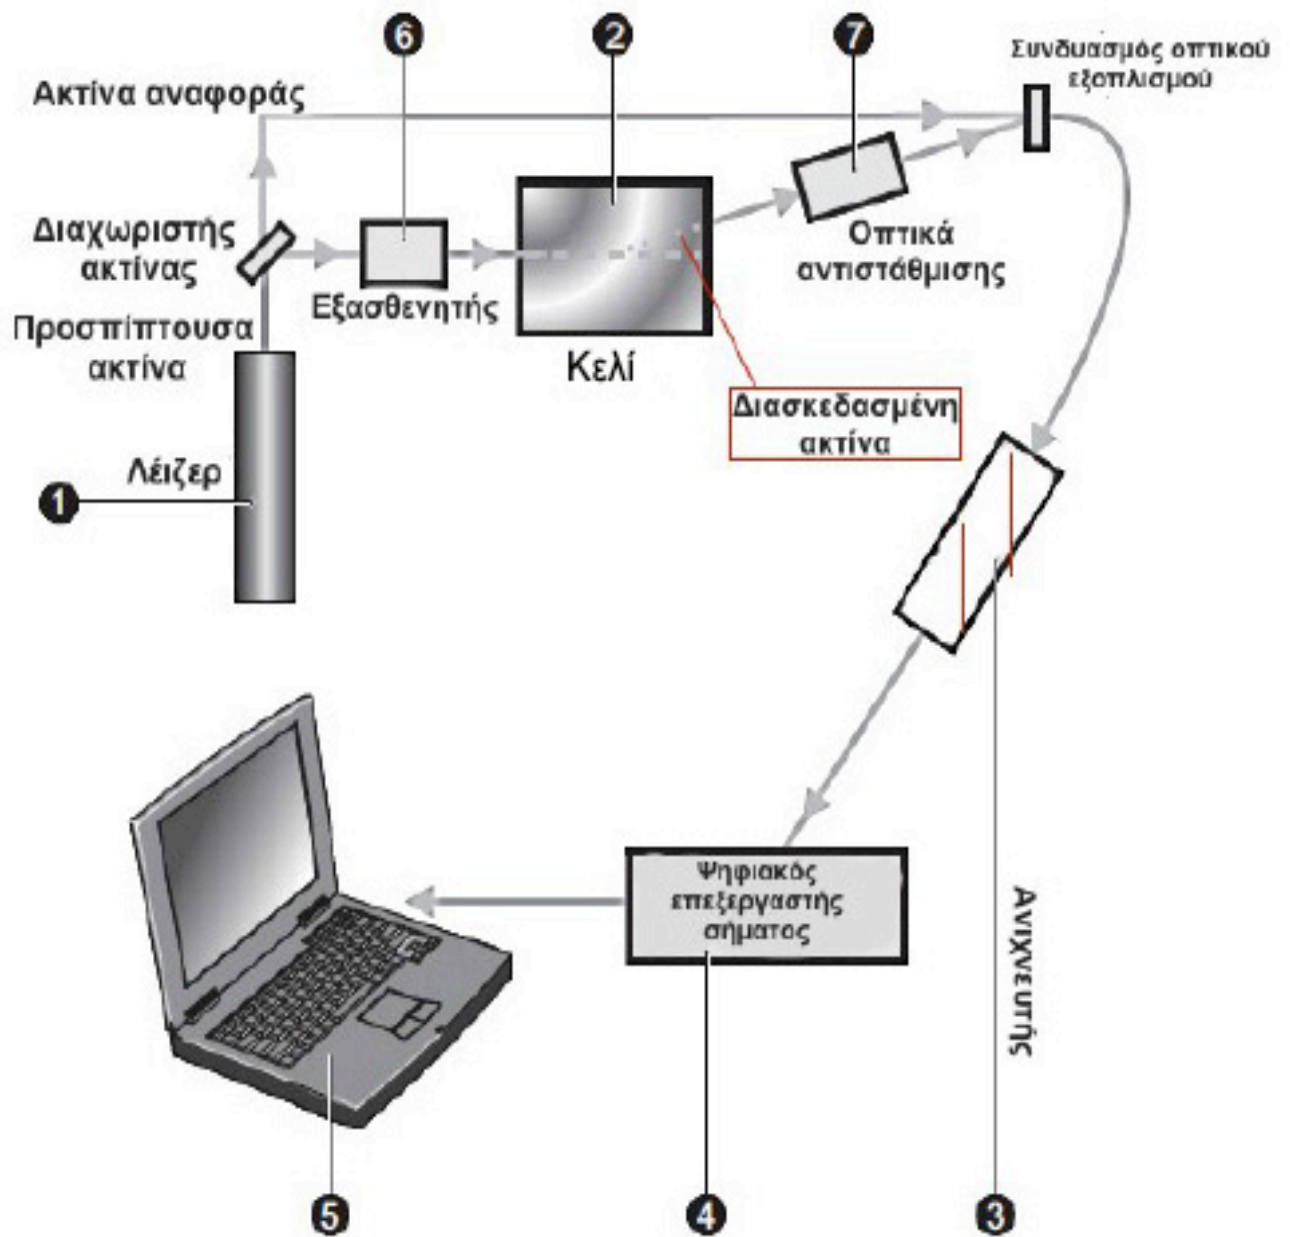 6
2
7
Συνδυασμός οπτικού
εξοπλισμού
Ακτίνα αναφοράς
Διαχωριστής
ακτίνας
Οπτικά
αντιστάθμισης
Εξασθενητής
Προσπίπτουσα
ακτίνα
Κελί
Διασκεδασμένη
ακτίνα
Λέιζερ
1
Ψηφιακός
επεξεργαστής
σήματος
Ανιχνευτής
5
4
3